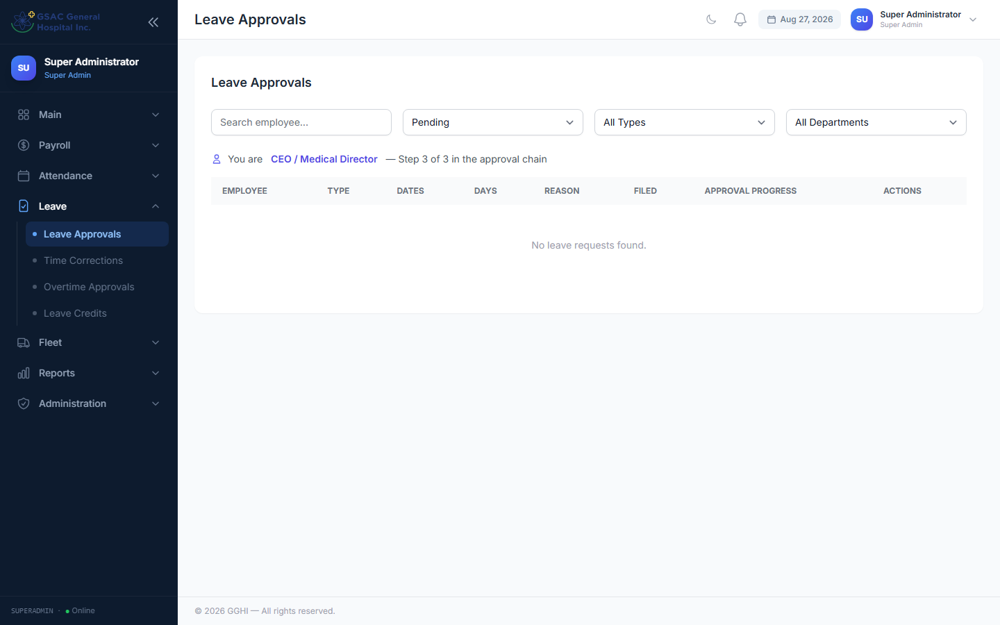 GSAC General
Hospital Inc.
SU
Super Administrator
Super Admin
Main
Payroll
Attendance
Leave
Leave Approvals
Time Corrections
Overtime Approvals
Leave Credits
Fleet
Reports
Administration
SUPERADMIN · Online
Leave Approvals
Aug 27, 2026
SU
Super Administrator
Super Admin
Leave Approvals
Search employee...
Pending
All Types
All Departments
You are CEO / Medical Director — Step 3 of 3 in the approval chain
EMPLOYEE TYPE DATES DAYS REASON FILED APPROVAL PROGRESS ACTIONS
No leave requests found.
© 2026 GGHI — All rights reserved.